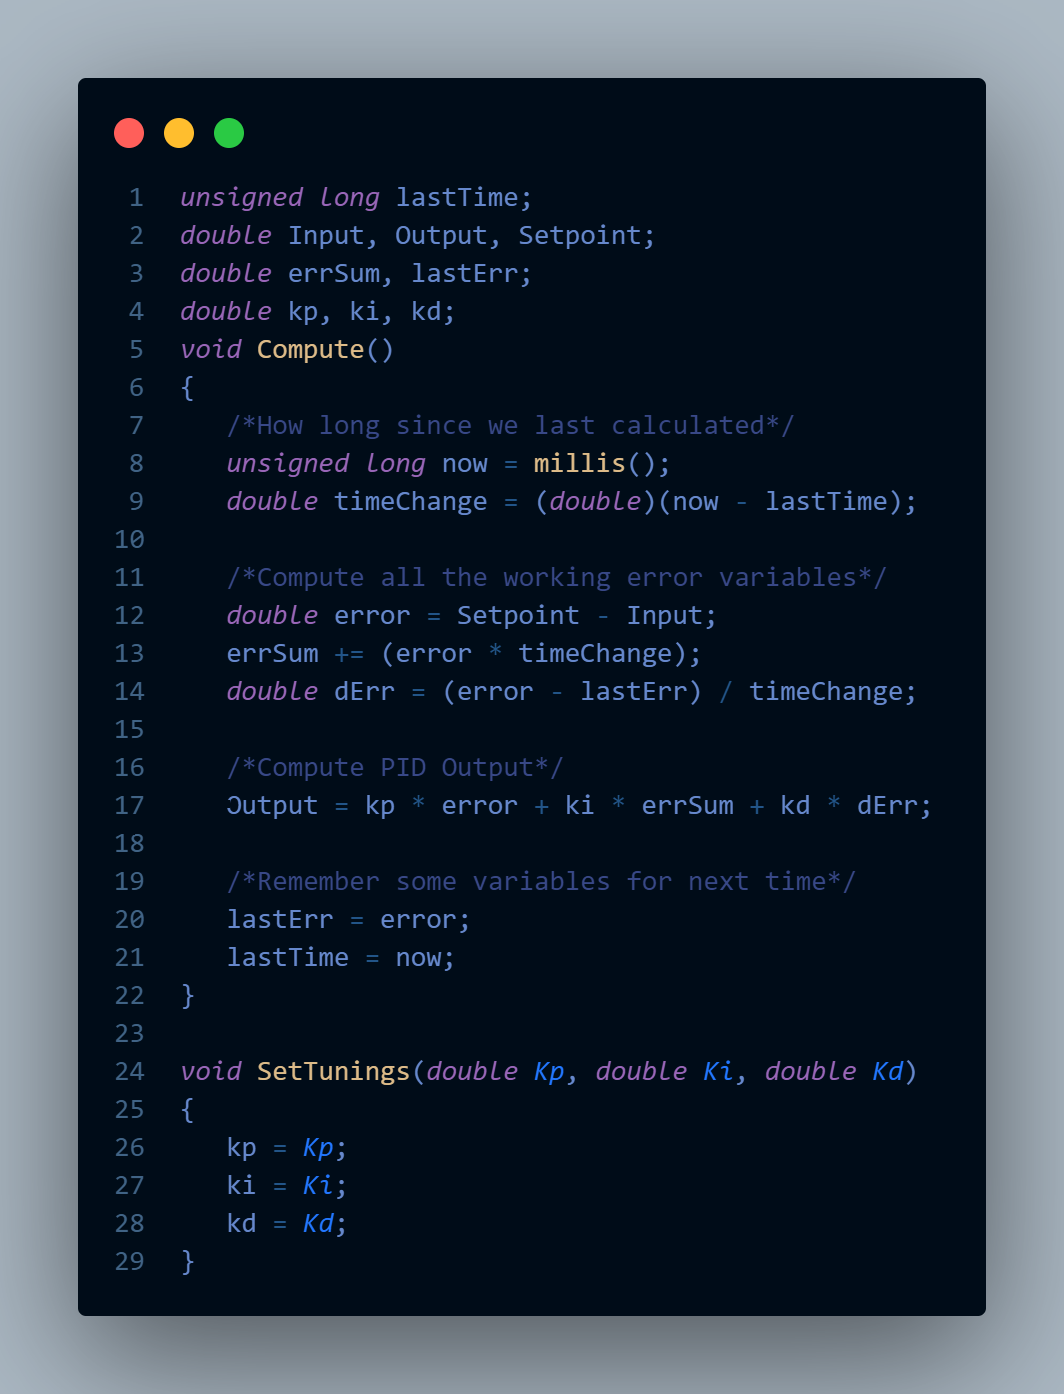 1 unsigned long lastTime;
2 double Input, Output, Setpoint;
3 double errSum, lastErr;
4 double kp, ki, kd;
5 void Compute()
6 {
7    /*How long since we last calculated*/
8    unsigned long now = millis();
9    double timeChange = (double)(now - lastTime);
10
11    /*Compute all the working error variables*/
12    double error = Setpoint - Input;
13    errSum += (error * timeChange);
14    double dErr = (error - lastErr) / timeChange;
15
16    /*Compute PID Output*/
17    Ɔutput = kp * error + ki * errSum + kd * dErr;
18
19    /*Remember some variables for next time*/
20    lastErr = error;
21    lastTime = now;
22 }
23
24 void SetTunings(double Kp, double Ki, double Kd)
25 {
26    kp = Kp;
27    ki = Ki;
28    kd = Kd;
29 }